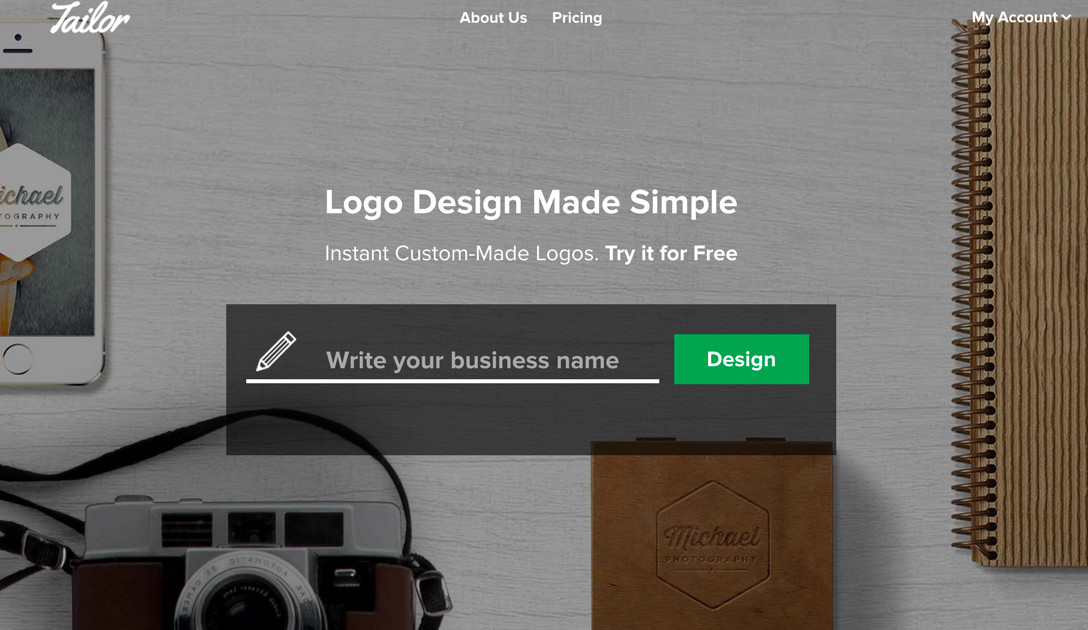 Tailor
About Us
Pricing
My Account
ichael
TOGRAPHY
Logo Design Made Simple
Instant Custom-Made Logos. Try it for Free
Write your business name
Design
Michael
PHOTOGRAPHY